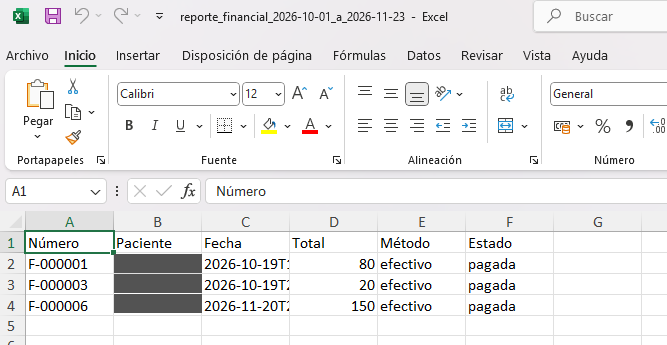 reporte_financial_2026-10-01_a_2026-11-23 - Excel
Buscar
Archivo Inicio Insertar Disposición de página Fórmulas Datos Revisar Vista Ayuda
Pegar
Calibri 12 A A ab c General
N K S A % ,
Portapapeles Fuente Alineación Número
A1 fx Número
A B C D E F G
1 Número Paciente Fecha Total Método Estado
2 F-000001 2026-10-19T1 80 efectivo pagada
3 F-000003 2026-10-19T2 20 efectivo pagada
4 F-000006 2026-11-20T2 150 efectivo pagada
5
6